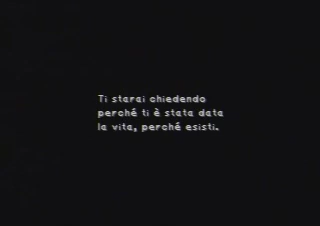 Ti starai chiedendo
perché ti è stata data
la vita, perché esisti.